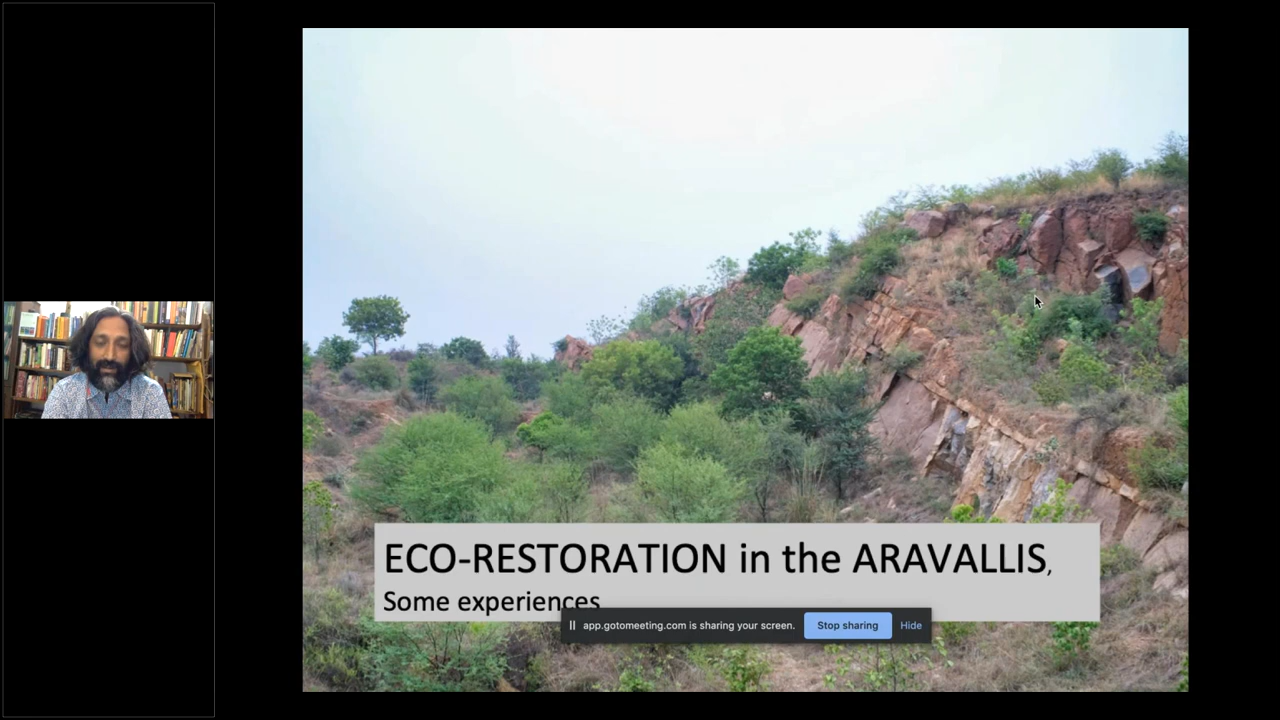 ECO-RESTORATION in the ARAVALLIS,
Some experiences
app.gotomeeting.com is sharing your screen.
Stop sharing
Hide